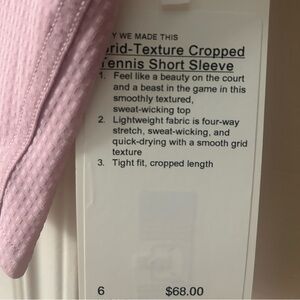 Y WE MADE THIS
rid-Texture Cropped
Tennis Short Sleeve
1. Feel like a beauty on the court
and a beast in the game in this
smoothly textured,
sweat-wicking top
2. Lightweight fabric is four-way
stretch, sweat-wicking, and
quick-drying with a smooth grid
texture
3. Tight fit, cropped length
6 $68.00